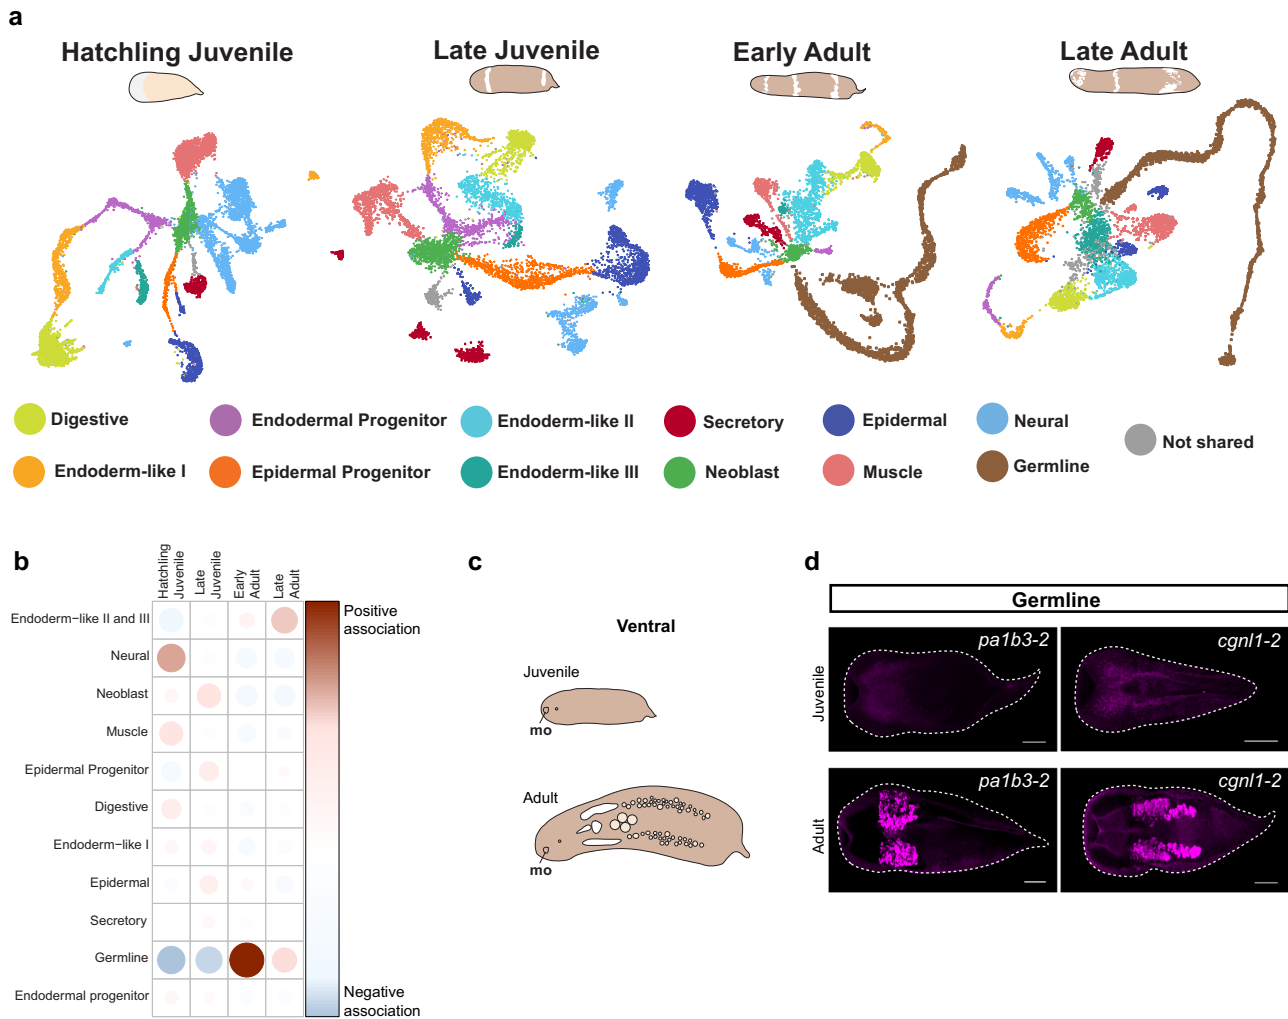 a
Hatchling Juvenile
Late Juvenile
Early Adult
Late Adult
Digestive
Endodermal Progenitor
Endoderm-like II
Secretory
Epidermal
Neural
Not shared
Endoderm-like I
Epidermal Progenitor
Endoderm-like III
Neoblast
Muscle
Germline
b
Hatchling
Juvenile
Late
Juvenile
Early
Adult
Late
Adult
Endoderm−like II and III
Neural
Neoblast
Muscle
Epidermal Progenitor
Digestive
Endoderm−like I
Epidermal
Secretory
Germline
Endodermal progenitor
Positive
association
Negative
association
c
Ventral
Juvenile
mo
Adult
mo
d
Germline
Juvenile
pa1b3-2
cgnl1-2
Adult
pa1b3-2
cgnl1-2